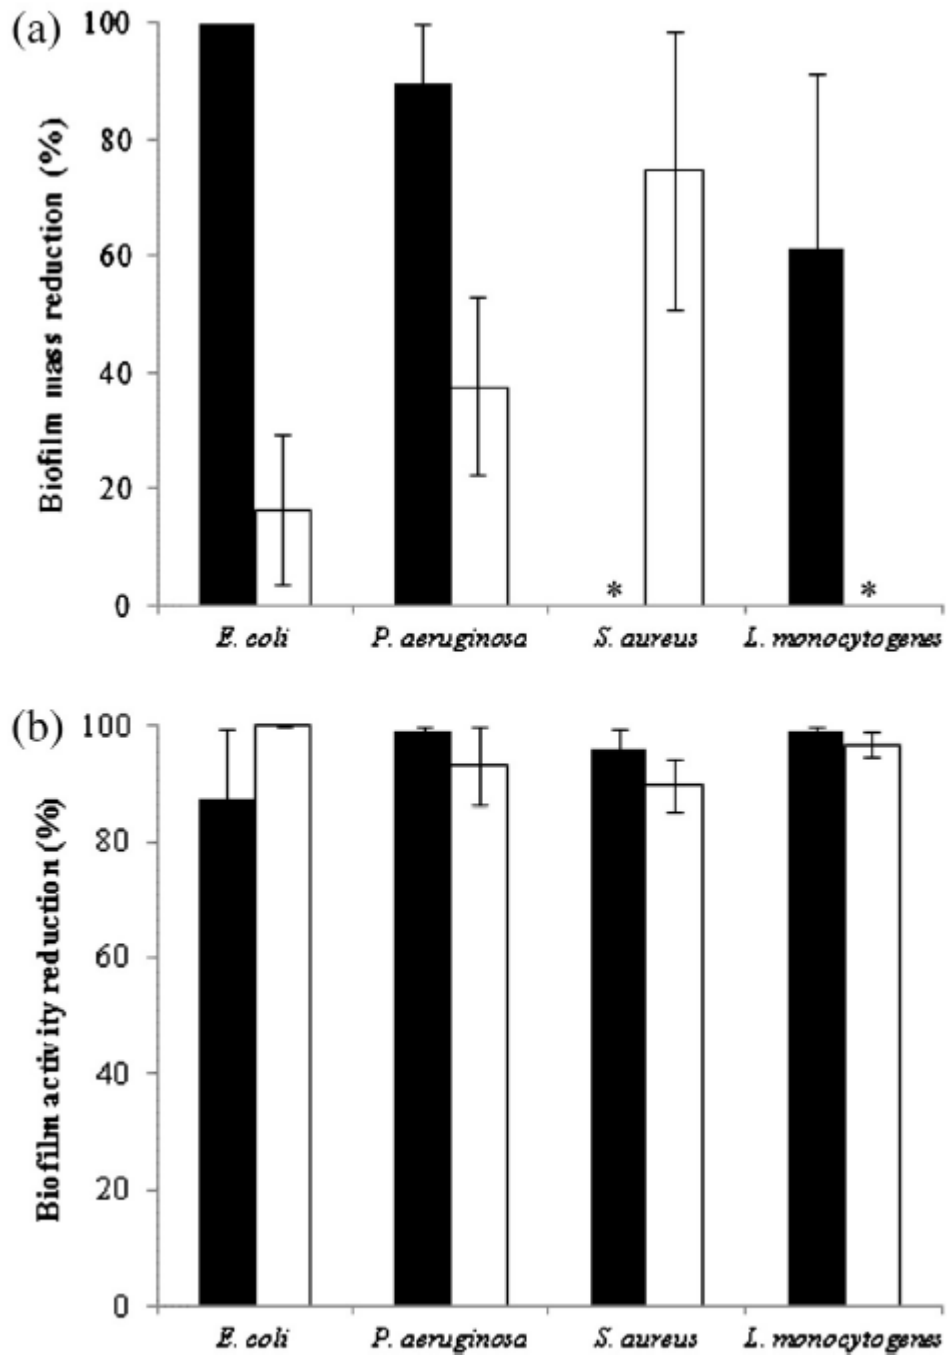 (a)
Biofilm mass reduction (%)
100
80
60
40
20
0
*
*
E. coli P. aeruginosa S. aureus L. monocytogenes
(b)
Biofilm activity reduction (%)
100
80
60
40
20
0
E. coli P. aeruginosa S. aureus L. monocytogenes